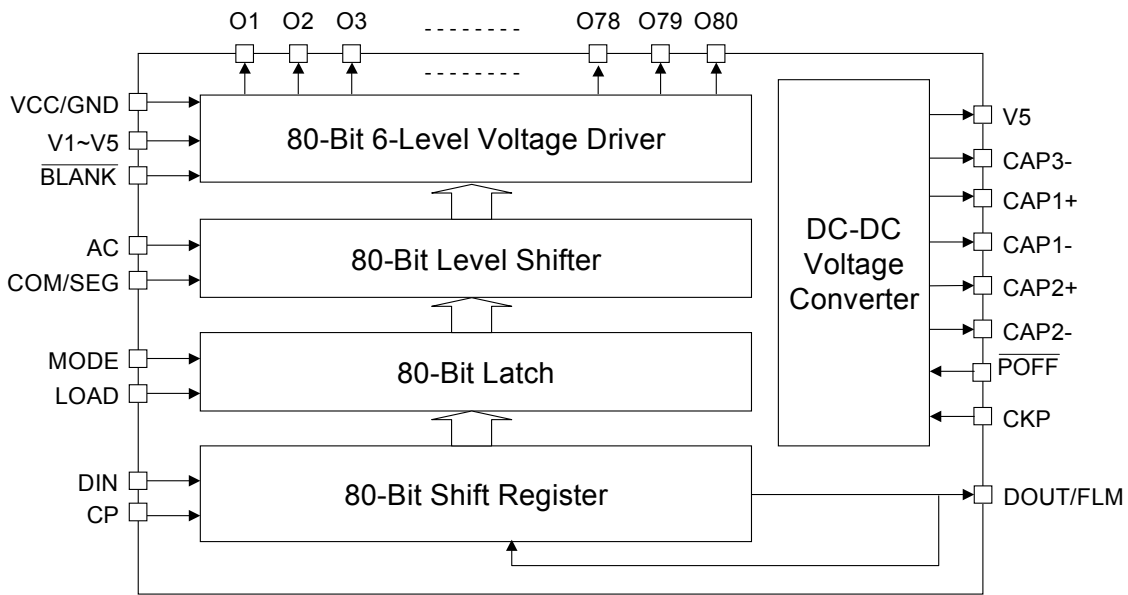 O1 O2 O3 O78 O79 O80
VCC/GND
V1~V5
BLANK
80-Bit 6-Level Voltage Driver
AC
COM/SEG
80-Bit Level Shifter
MODE
LOAD
80-Bit Latch
DIN
CP
80-Bit Shift Register
DC-DC
Voltage
Converter
V5
CAP3-
CAP1+
CAP1-
CAP2+
CAP2-
POFF
CKP
DOUT/FLM